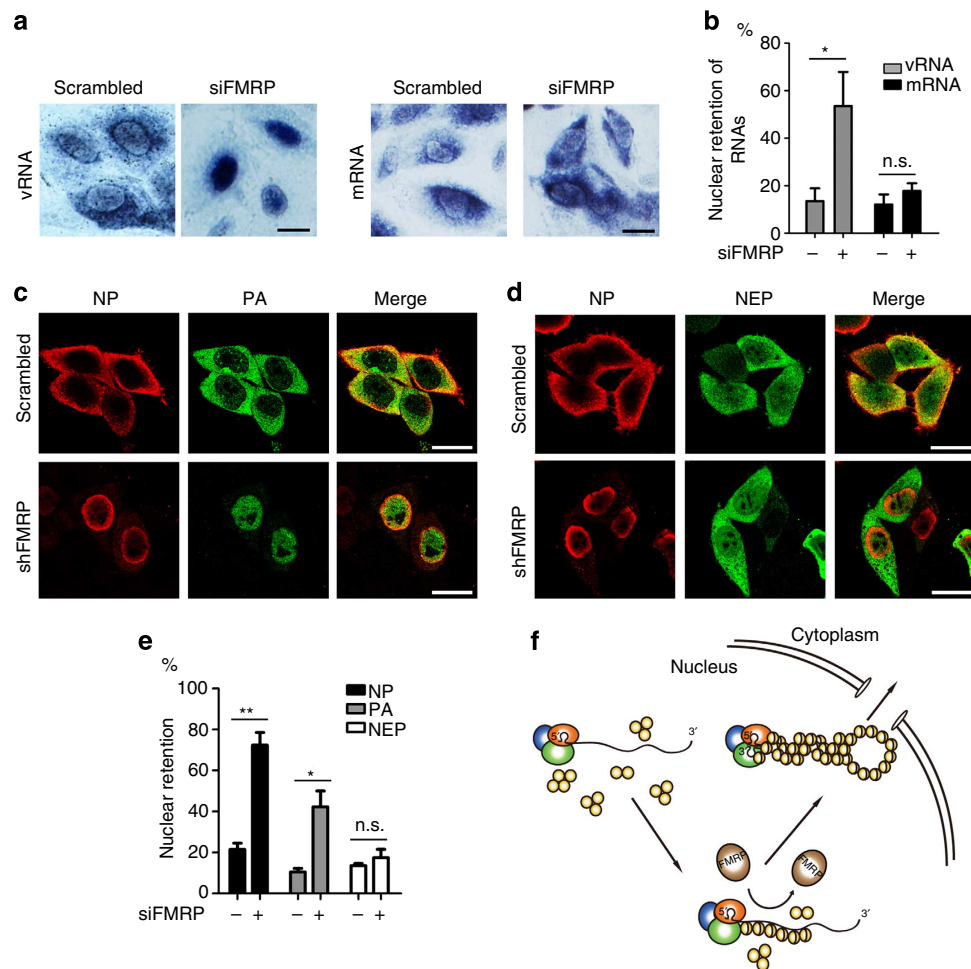 a
Scrambled
siFMRP
vRNA
Scrambled
siFMRP
mRNA
b
%
Nuclear retention of
RNAs
80
60
40
20
0
*
n.s.
vRNA
mRNA
siFMRP – + – +
c
NP PA Merge
Scrambled
shFMRP
d
NP NEP Merge
Scrambled
shFMRP
e
%
Nuclear retention
100
80
60
40
20
0
**
*
n.s.
NP
PA
NEP
siFMRP – + – + – +
f
Cytoplasm
Nucleus
5′
3′
5′
3′
FMRP
FMRP
5′
3′